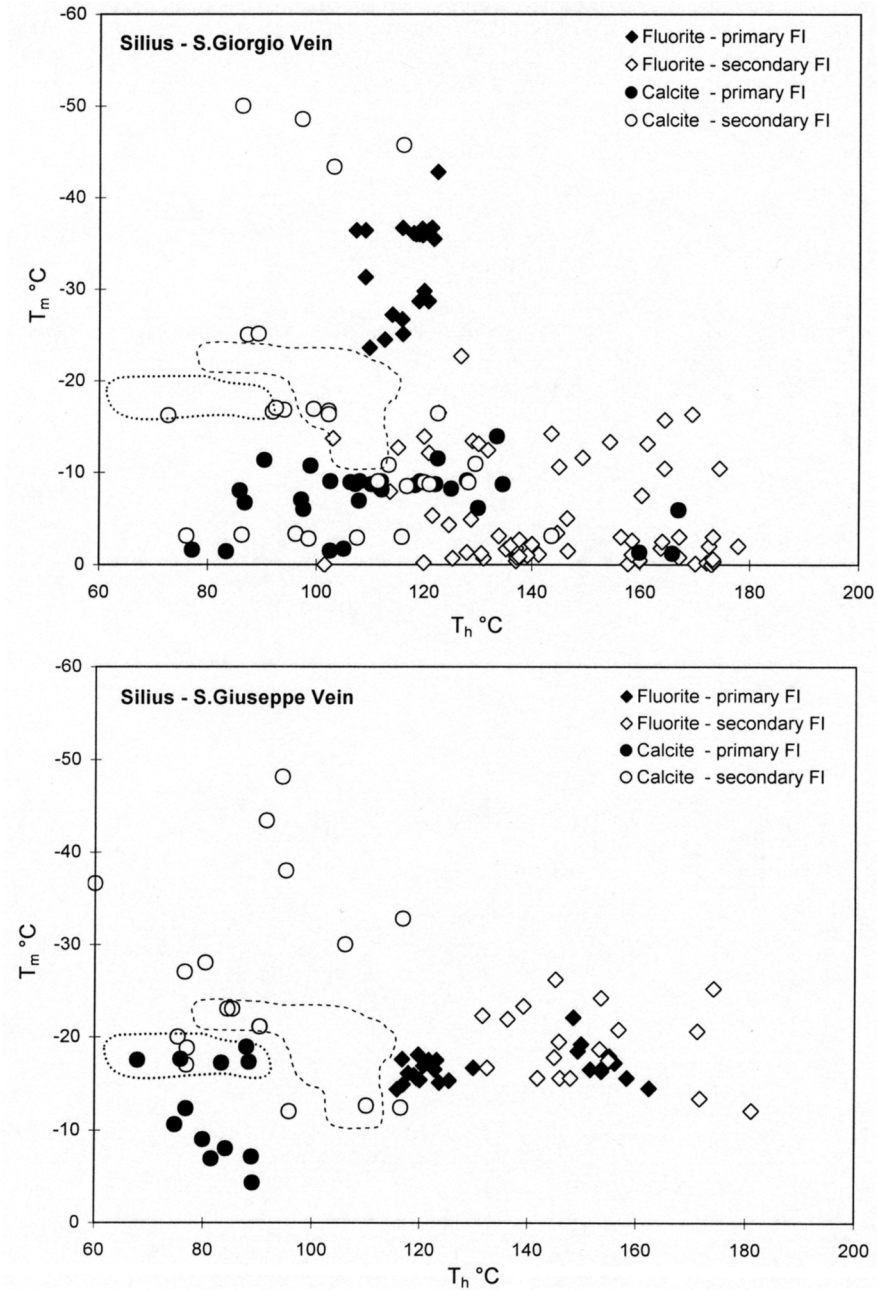 -60
Silius - S.Giorgio Vein
Fluorite - primary FI
Fluorite - secondary FI
Calcite - primary FI
Calcite - secondary FI
-50
-40
-30
-20
-10
0
Tm °C
60 80 100 120 140 160 180 200
Th °C
-60
Silius - S.Giuseppe Vein
Fluorite - primary FI
Fluorite - secondary FI
Calcite - primary FI
Calcite - secondary FI
-50
-40
-30
-20
-10
0
Tm °C
60 80 100 120 140 160 180 200
Th °C